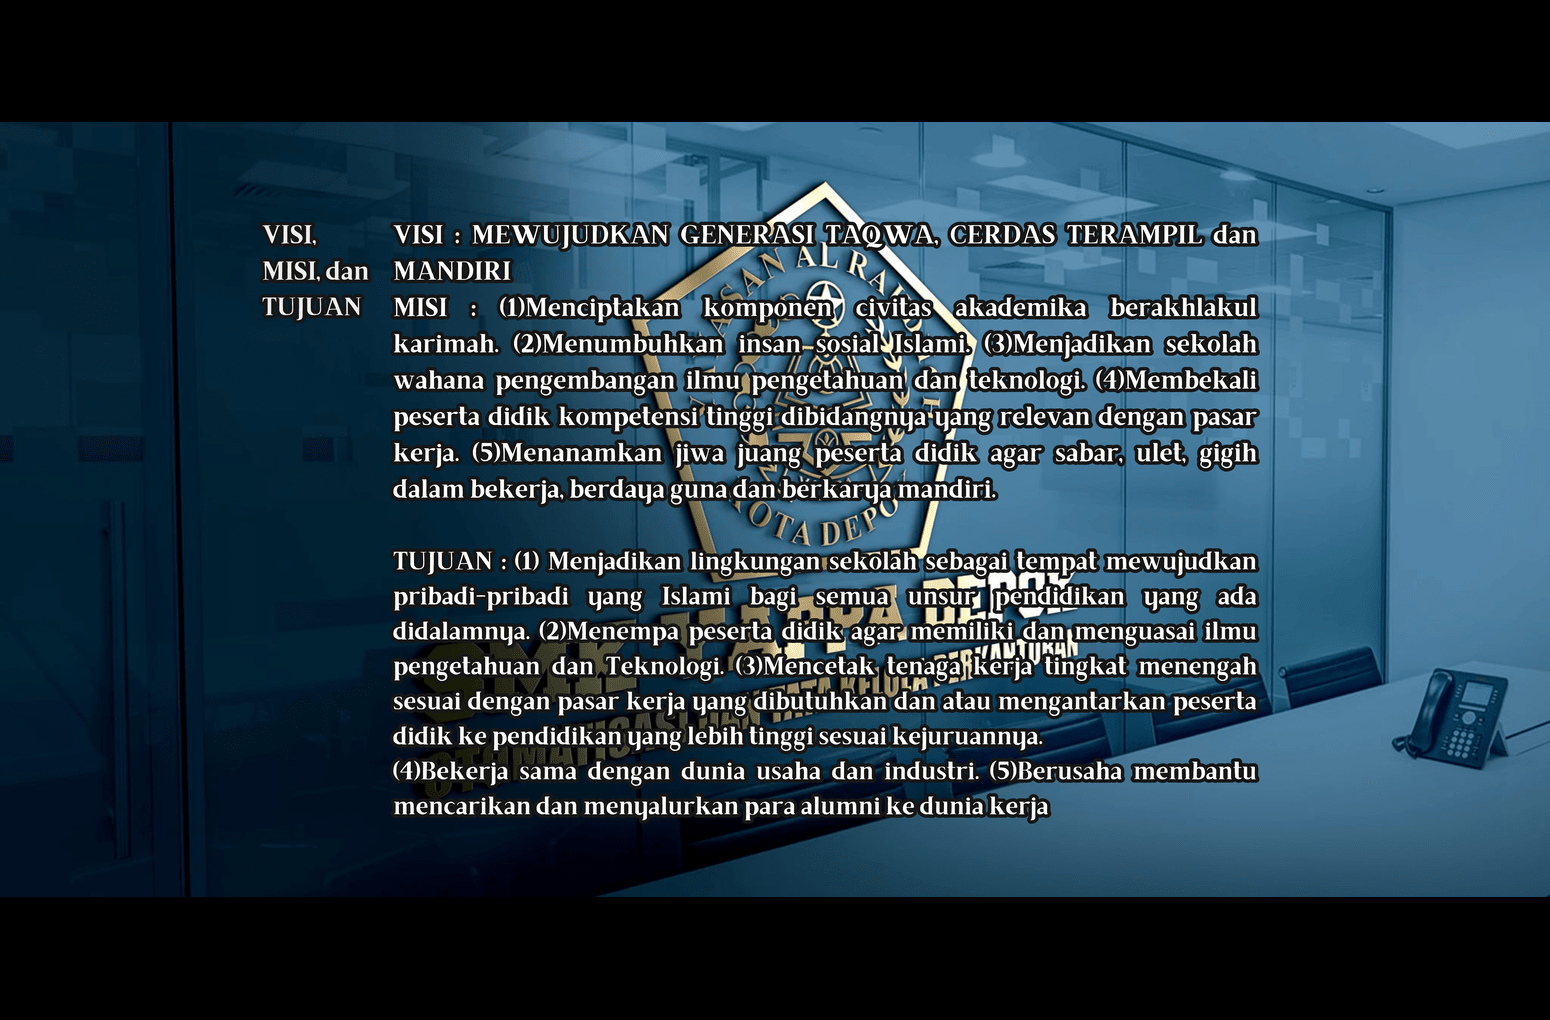 VISI,
MISI, dan
TUJUAN
VISI : MEWUJUDKAN GENERASI TAQWA, CERDAS TERAMPIL dan
MANDIRI
MISI : (1)Menciptakan komponen civitas akademika berakhlakul
karimah. (2)Menumbuhkan insan sosial Islami. (3)Menjadikan sekolah
wahana pengembangan ilmu pengetahuan dan teknologi. (4)Membekali
peserta didik kompetensi tinggi dibidangnya yang relevan dengan pasar
kerja. (5)Menanamkan jiwa juang peserta didik agar sabar, ulet, gigih
dalam bekerja, berdaya guna dan berkarya mandiri.
TUJUAN : (1) Menjadikan lingkungan sekolah sebagai tempat mewujudkan
pribadi-pribadi yang Islami bagi semua unsur pendidikan yang ada
didalamnya. (2)Menempa peserta didik agar memiliki dan menguasai ilmu
pengetahuan dan Teknologi. (3)Mencetak tenaga kerja tingkat menengah
sesuai dengan pasar kerja yang dibutuhkan dan atau mengantarkan peserta
didik ke pendidikan yang lebih tinggi sesuai kejuruannya.
(4)Bekerja sama dengan dunia usaha dan industri. (5)Berusaha membantu
mencarikan dan menyalurkan para alumni ke dunia kerja
KOTA DEPOK
SMK DEPOK